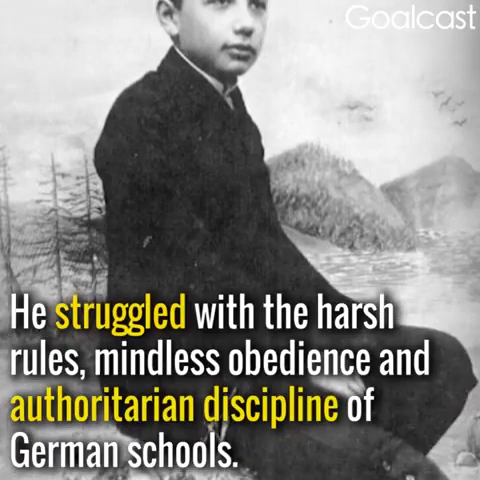 Goalcast
He struggled with the harsh
rules, mindless obedience and
authoritarian discipline of
German schools.